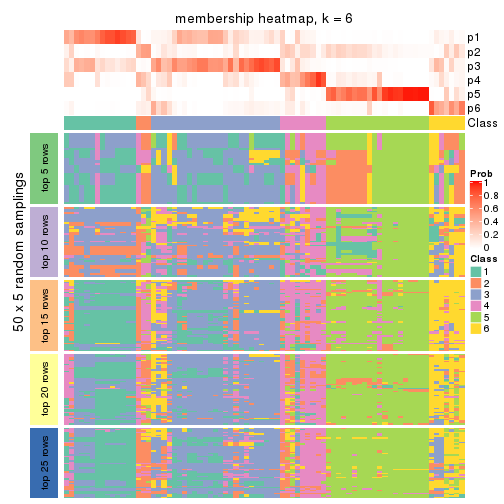 membership heatmap, k = 6
p1
p2
p3
p4
p5
p6
Class
50 x 5 random samplings
top 5 rows
top 10 rows
top 15 rows
top 20 rows
top 25 rows
Prob
1
0.8
0.6
0.4
0.2
0
Class
1
2
3
4
5
6